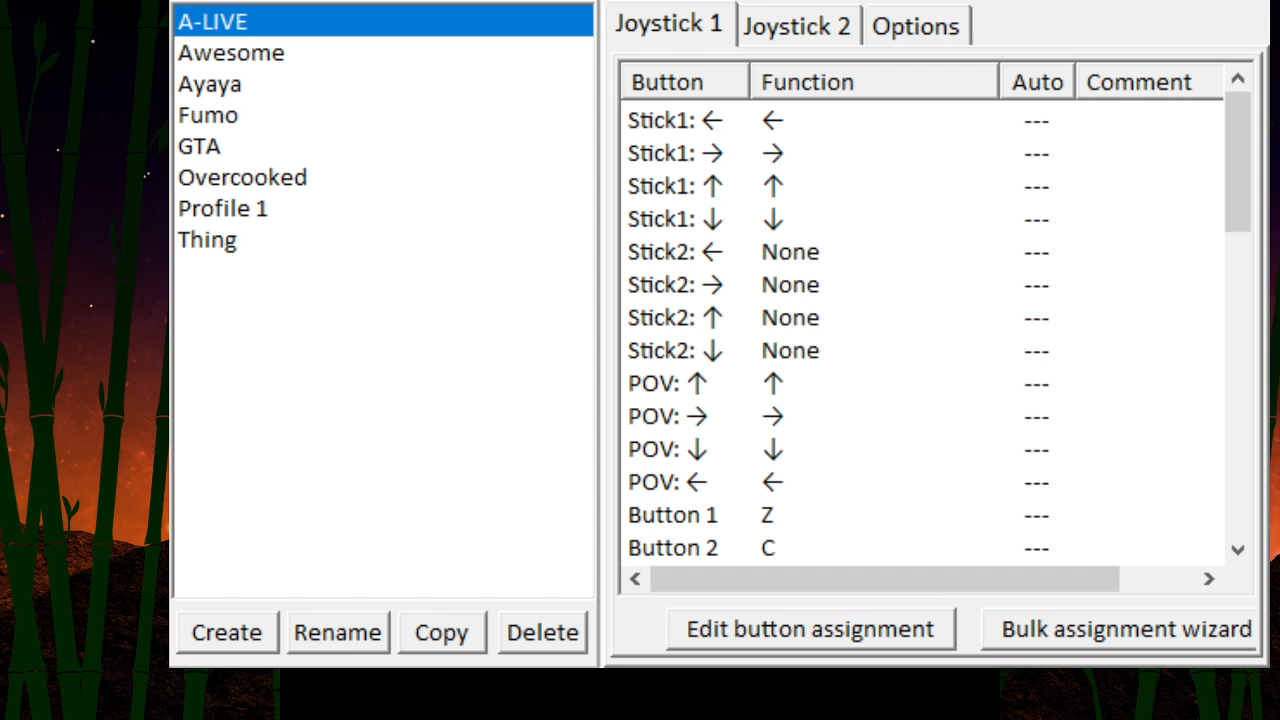 A-LIVE
Awesome
Ayaya
Fumo
GTA
Overcooked
Profile 1
Thing
Create Rename Copy Delete
Joystick 1 Joystick 2 Options
Button Function Auto Comment
Stick1: ← ← ---
Stick1: → → ---
Stick1: ↑ ↑ ---
Stick1: ↓ ↓ ---
Stick2: ← None ---
Stick2: → None ---
Stick2: ↑ None ---
Stick2: ↓ None ---
POV: ↑ ↑ ---
POV: → → ---
POV: ↓ ↓ ---
POV: ← ← ---
Button 1 Z ---
Button 2 C ---
Edit button assignment Bulk assignment wizard